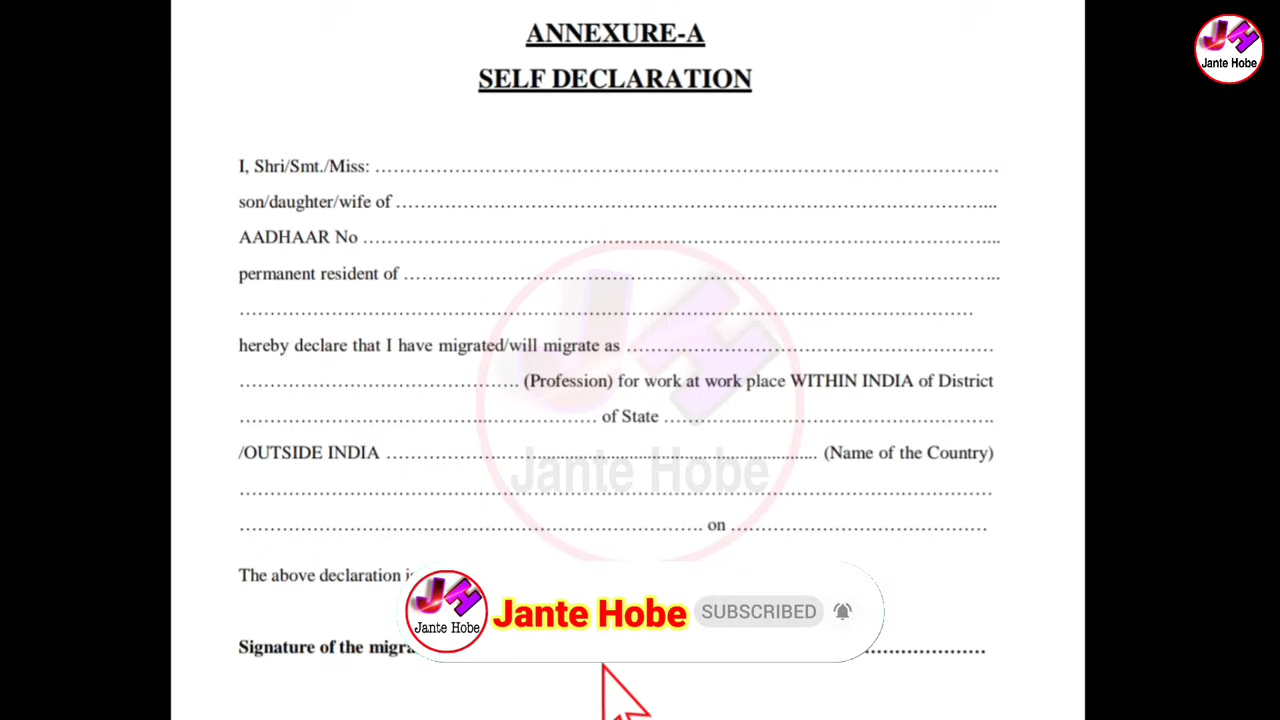 ANNEXURE-A
SELF DECLARATION
JH
Jante Hobe
I, Shri/Smt./Miss: ……………………………………………………………………………………
son/daughter/wife of …………………………………………………………………………………...
AADHAAR No ………………………………………………………………………………………...
permanent resident of …………………………………………………………………………………..
……………………………………………………………………………………………………
hereby declare that I have migrated/will migrate as …………………………………………………
……………………………………. (Profession) for work at work place WITHIN INDIA of District
………………………………………………… of State …………………………………………….
/OUTSIDE INDIA …………………………………………………………... (Name of the Country)
………………………………………………………………………………………………………
………………………………………………………………. on …………………………………
JH
Jante Hobe
The above declaration
JH
Jante Hobe
Jante Hobe SUBSCRIBED
Signature of the ………………